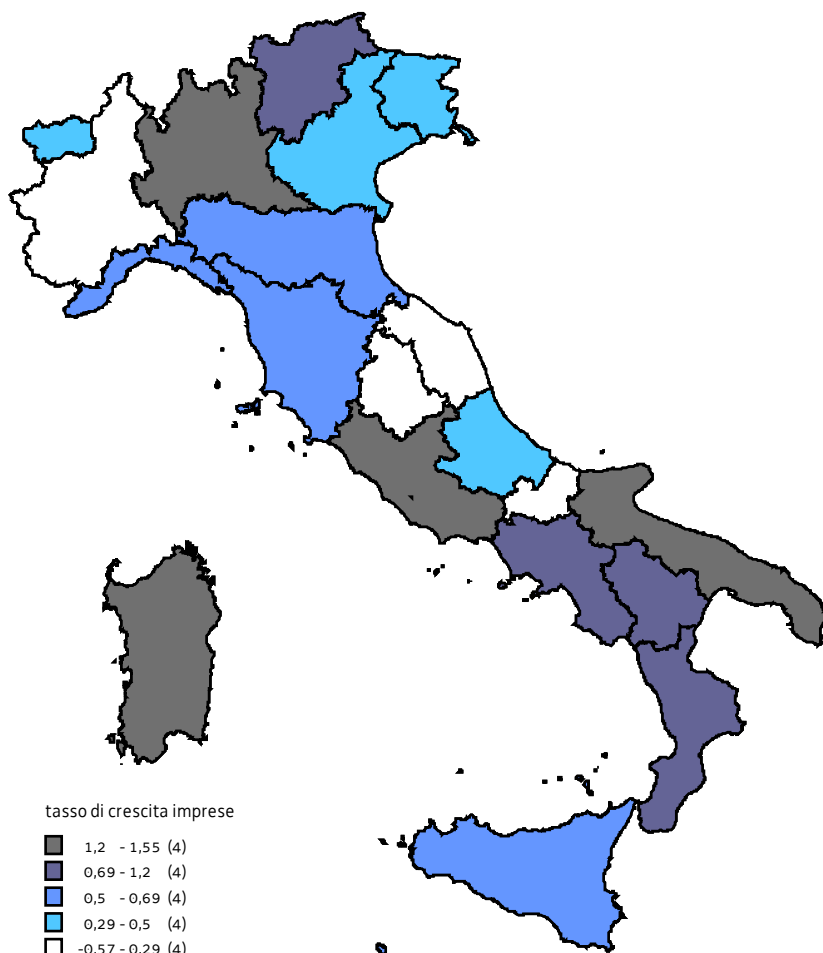 tasso di crescita imprese
1,2 - 1,55 (4)
0,69 - 1,2 (4)
0,5 - 0,69 (4)
0,29 - 0,5 (4)
-0,57 - 0,29 (4)